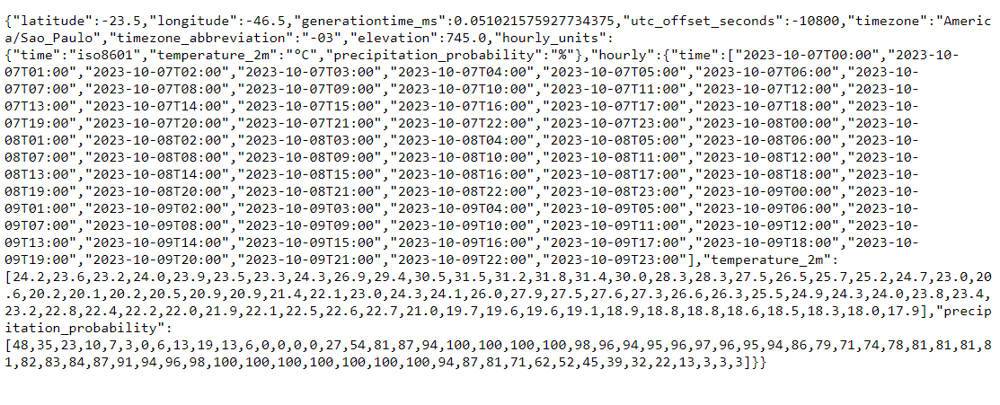 {"latitude":-23.5,"longitude":-46.5,"generationtime_ms":0.051021575927734375,"utc_offset_seconds":-10800,"timezone":"Americ
a/Sao_Paulo","timezone_abbreviation":"-03","elevation":745.0,"hourly_units":
{"time":"iso8601","temperature_2m":"°C","precipitation_probability":"%"},"hourly":{"time":["2023-10-07T00:00","2023-10-
07T01:00","2023-10-07T02:00","2023-10-07T03:00","2023-10-07T04:00","2023-10-07T05:00","2023-10-07T06:00","2023-10-
07T07:00","2023-10-07T08:00","2023-10-07T09:00","2023-10-07T10:00","2023-10-07T11:00","2023-10-07T12:00","2023-10-
07T13:00","2023-10-07T14:00","2023-10-07T15:00","2023-10-07T16:00","2023-10-07T17:00","2023-10-07T18:00","2023-10-
07T19:00","2023-10-07T20:00","2023-10-07T21:00","2023-10-07T22:00","2023-10-07T23:00","2023-10-08T00:00","2023-10-
08T01:00","2023-10-08T02:00","2023-10-08T03:00","2023-10-08T04:00","2023-10-08T05:00","2023-10-08T06:00","2023-10-
08T07:00","2023-10-08T08:00","2023-10-08T09:00","2023-10-08T10:00","2023-10-08T11:00","2023-10-08T12:00","2023-10-
08T13:00","2023-10-08T14:00","2023-10-08T15:00","2023-10-08T16:00","2023-10-08T17:00","2023-10-08T18:00","2023-10-
08T19:00","2023-10-08T20:00","2023-10-08T21:00","2023-10-08T22:00","2023-10-08T23:00","2023-10-09T00:00","2023-10-
09T01:00","2023-10-09T02:00","2023-10-09T03:00","2023-10-09T04:00","2023-10-09T05:00","2023-10-09T06:00","2023-10-
09T07:00","2023-10-09T08:00","2023-10-09T09:00","2023-10-09T10:00","2023-10-09T11:00","2023-10-09T12:00","2023-10-
09T13:00","2023-10-09T14:00","2023-10-09T15:00","2023-10-09T16:00","2023-10-09T17:00","2023-10-09T18:00","2023-10-
09T19:00","2023-10-09T20:00","2023-10-09T21:00","2023-10-09T22:00","2023-10-09T23:00"],"temperature_2m":
[24.2,23.6,23.2,24.0,23.9,23.5,23.3,24.3,26.9,29.4,30.5,31.5,31.2,31.8,31.4,30.0,28.3,28.3,27.5,26.5,25.7,25.2,24.7,23.0,20
.6,20.2,20.1,20.2,20.5,20.9,20.9,21.4,22.1,23.0,24.3,24.1,26.0,27.9,27.5,27.6,27.3,26.6,26.3,25.5,24.9,24.3,24.0,23.8,23.4,
23.2,22.8,22.4,22.2,22.0,21.9,22.1,22.5,22.6,22.7,21.0,19.7,19.6,19.6,19.1,18.9,18.8,18.8,18.6,18.5,18.3,18.0,17.9],"precip
itation_probability":
[48,35,23,10,7,3,0,6,13,19,13,6,0,0,0,0,27,54,81,87,94,100,100,100,100,98,96,94,95,96,97,96,95,94,86,79,71,74,78,81,81,81,8
1,82,83,84,87,91,94,96,98,100,100,100,100,100,100,100,94,87,81,71,62,52,45,39,32,22,13,3,3,3]}}